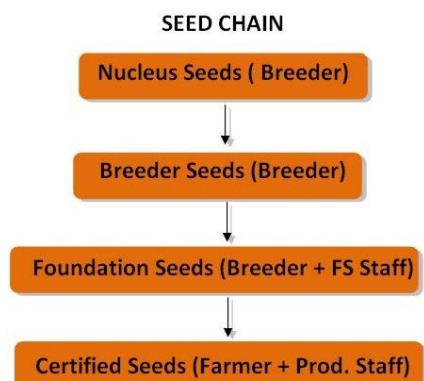 SEED CHAIN
Nucleus Seeds ( Breeder)
Breeder Seeds (Breeder)
Foundation Seeds (Breeder + FS Staff)
Certified Seeds (Farmer + Prod. Staff)